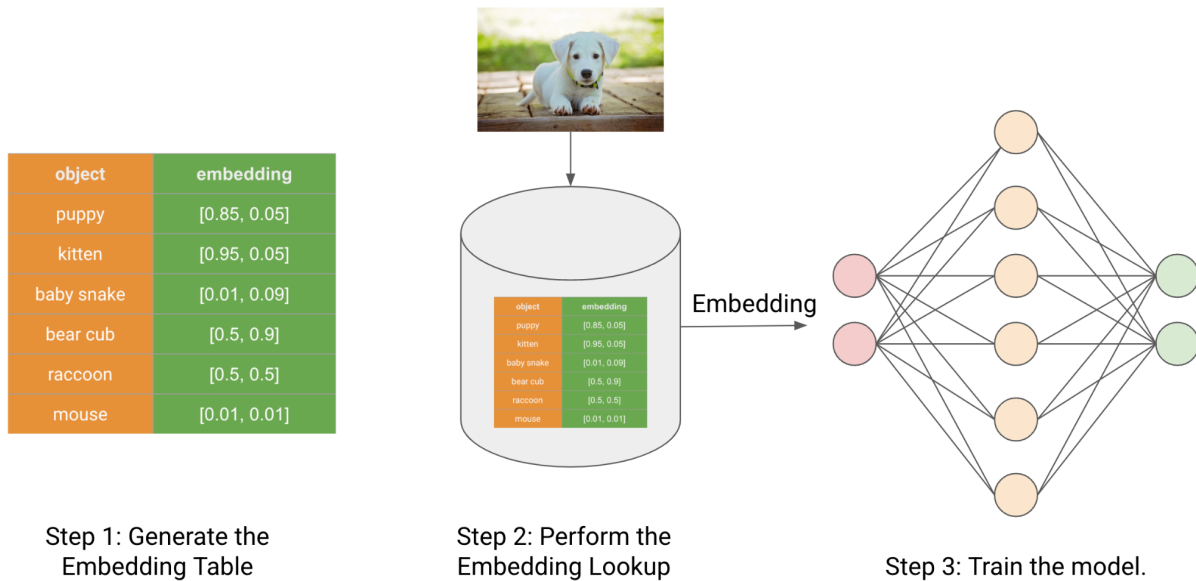 object embedding
puppy [0.85, 0.05]
kitten [0.95, 0.05]
baby snake [0.01, 0.09]
bear cub [0.5, 0.9]
raccoon [0.5, 0.5]
mouse [0.01, 0.01]
Step 1: Generate the
Embedding Table
object embedding
puppy [0.85, 0.05]
kitten [0.95, 0.05]
baby snake [0.01, 0.09]
bear cub [0.5, 0.9]
raccoon [0.5, 0.5]
mouse [0.01, 0.01]
Step 2: Perform the
Embedding Lookup
Embedding
Step 3: Train the model.